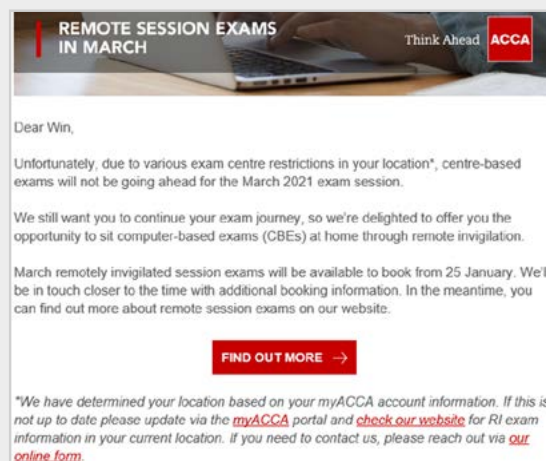 REMOTE SESSION EXAMS
IN MARCH
Think Ahead ACCA
Dear Win,
Unfortunately, due to various exam centre restrictions in your location*, centre-based
exams will not be going ahead for the March 2021 exam session.
We still want you to continue your exam journey, so we're delighted to offer you the
opportunity to sit computer-based exams (CBEs) at home through remote invigilation.
March remotely invigilated session exams will be available to book from 25 January. We'l
be in touch closer to the time with additional booking information. In the meantime, you
can find out more about remote session exams on our website.
FIND OUT MORE →
*We have determined your location based on your myACCA account information. If this is
not up to date please update via the myACCA portal and check our website for RI exam
information in your current location. If you need to contact us, please reach out via our
online form.